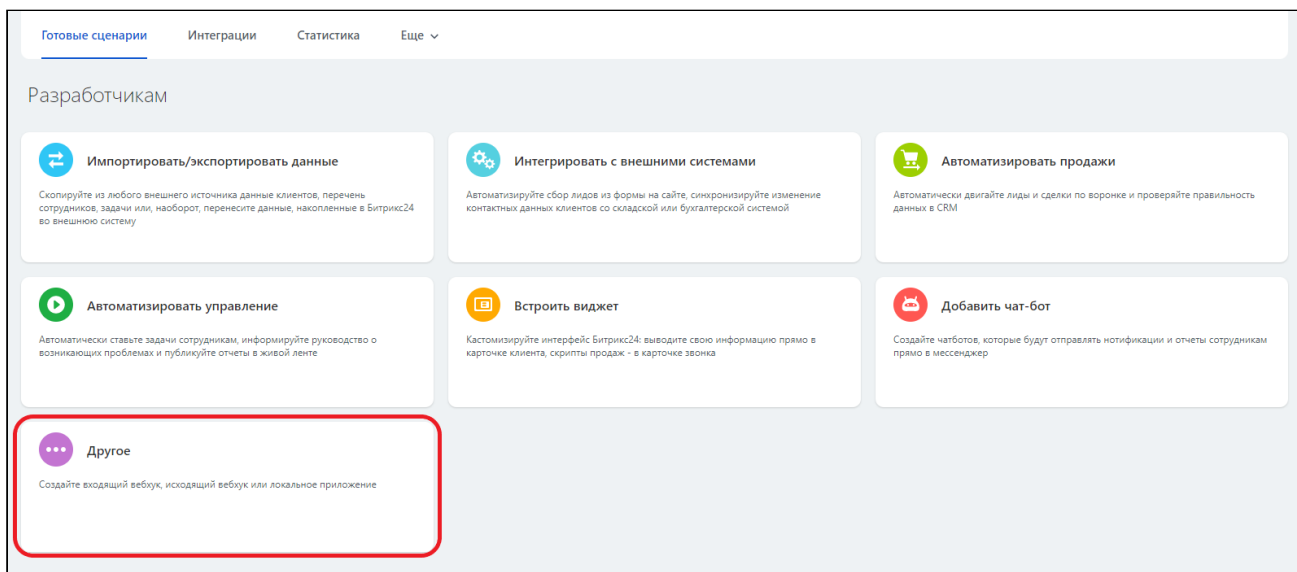 Готовые сценарии Интеграции Статистика Еще
Разработчикам
Импортировать/экспортировать данные
Скопируйте из любого внешнего источника данные клиентов, перечень
сотрудников, задачи или, наоборот, перенесите данные, накопленные в Битрикс24
во внешнюю систему
Интегрировать с внешними системами
Автоматизируйте сбор лидов из формы на сайте, синхронизируйте изменение
контактных данных клиентов со складской или бухгалтерской системой
Автоматизировать продажи
Автоматически двигайте лиды и сделки по воронке и проверяйте правильность
данных в CRM
Автоматизировать управление
Автоматически ставьте задачи сотрудникам, информируйте руководство о
возникающих проблемах и публикуйте отчеты в живой ленте
Встроить виджет
Кастомизируйте интерфейс Битрикс24: выводите свою информацию прямо в
карточке клиента, скрипты продаж - в карточке звонка
Добавить чат-бот
Создайте чатботов, которые будут отправлять нотификации и отчеты сотрудникам
прямо в мессенджер
Другое
Создайте входящий вебхук, исходящий вебхук или локальное приложение